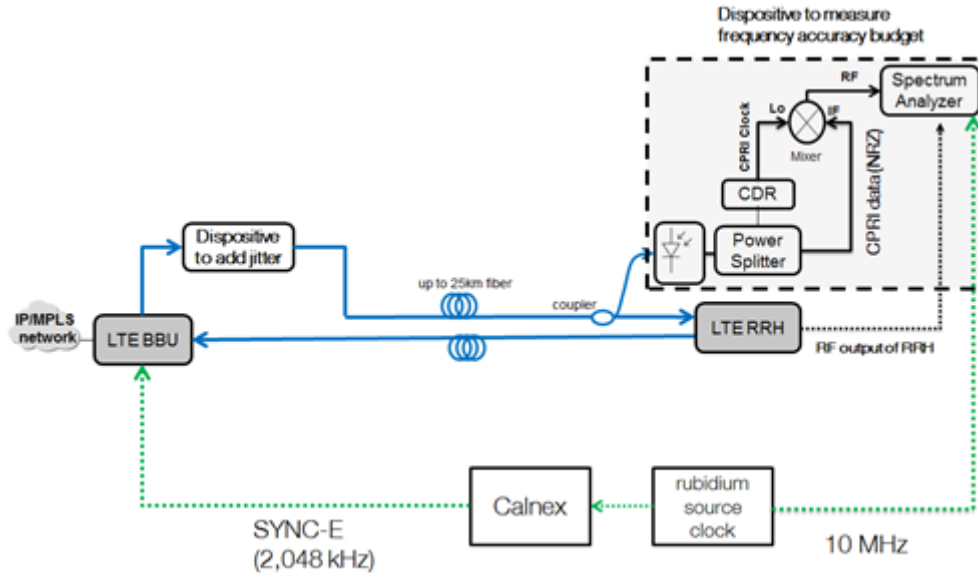 Dispositive to measure
frequency accuracy budget
RF
Spectrum
Analyzer
Lo
IF
CPRI Clock
Mixer
CPRI data (NRZ)
CDR
Power
Splitter
Dispositive
to add jitter
up to 25km fiber
coupler
IP/MPLS
network
LTE BBU
LTE RRH
RF output of RRH
Calnex
rubidium
source
clock
SYNC-E
(2,048 kHz)
10 MHz